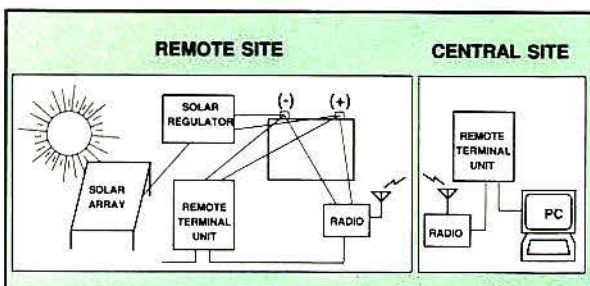 REMOTE SITE
CENTRAL SITE
SOLAR
REGULATOR
(-)
(+)
SOLAR
ARRAY
REMOTE
TERMINAL
UNIT
RADIO
REMOTE
TERMINAL
UNIT
RADIO
PC